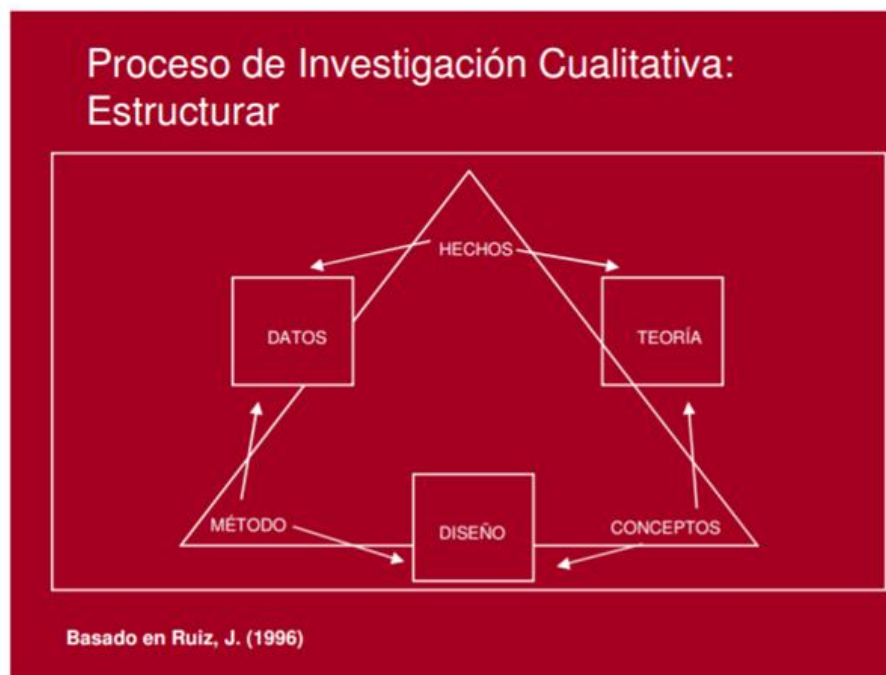 Proceso de Investigación Cualitativa:
Estructurar
HECHOS
DATOS
TEORÍA
MÉTODO
DISEÑO
CONCEPTOS
Basado en Ruiz, J. (1996)